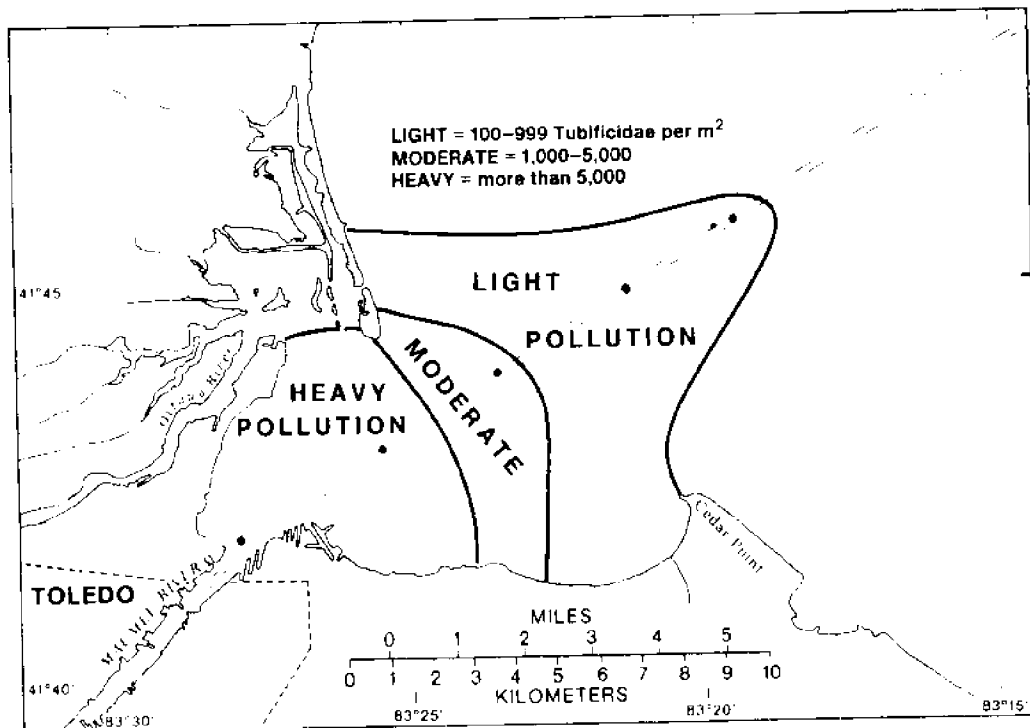 LIGHT = 100–999 Tubificidae per m²
MODERATE = 1,000–5,000
HEAVY = more than 5,000
LIGHT
POLLUTION
41°45
MODERATE
HEAVY
POLLUTION
Cedar Point
TOLEDO
MAUMEE RIVER
MILES
0 1 2 3 4 5
0 1 2 3 4 5 6 7 8 9 10
KILOMETERS
41°40
83°30'
83°25'
83°20'
83°15'